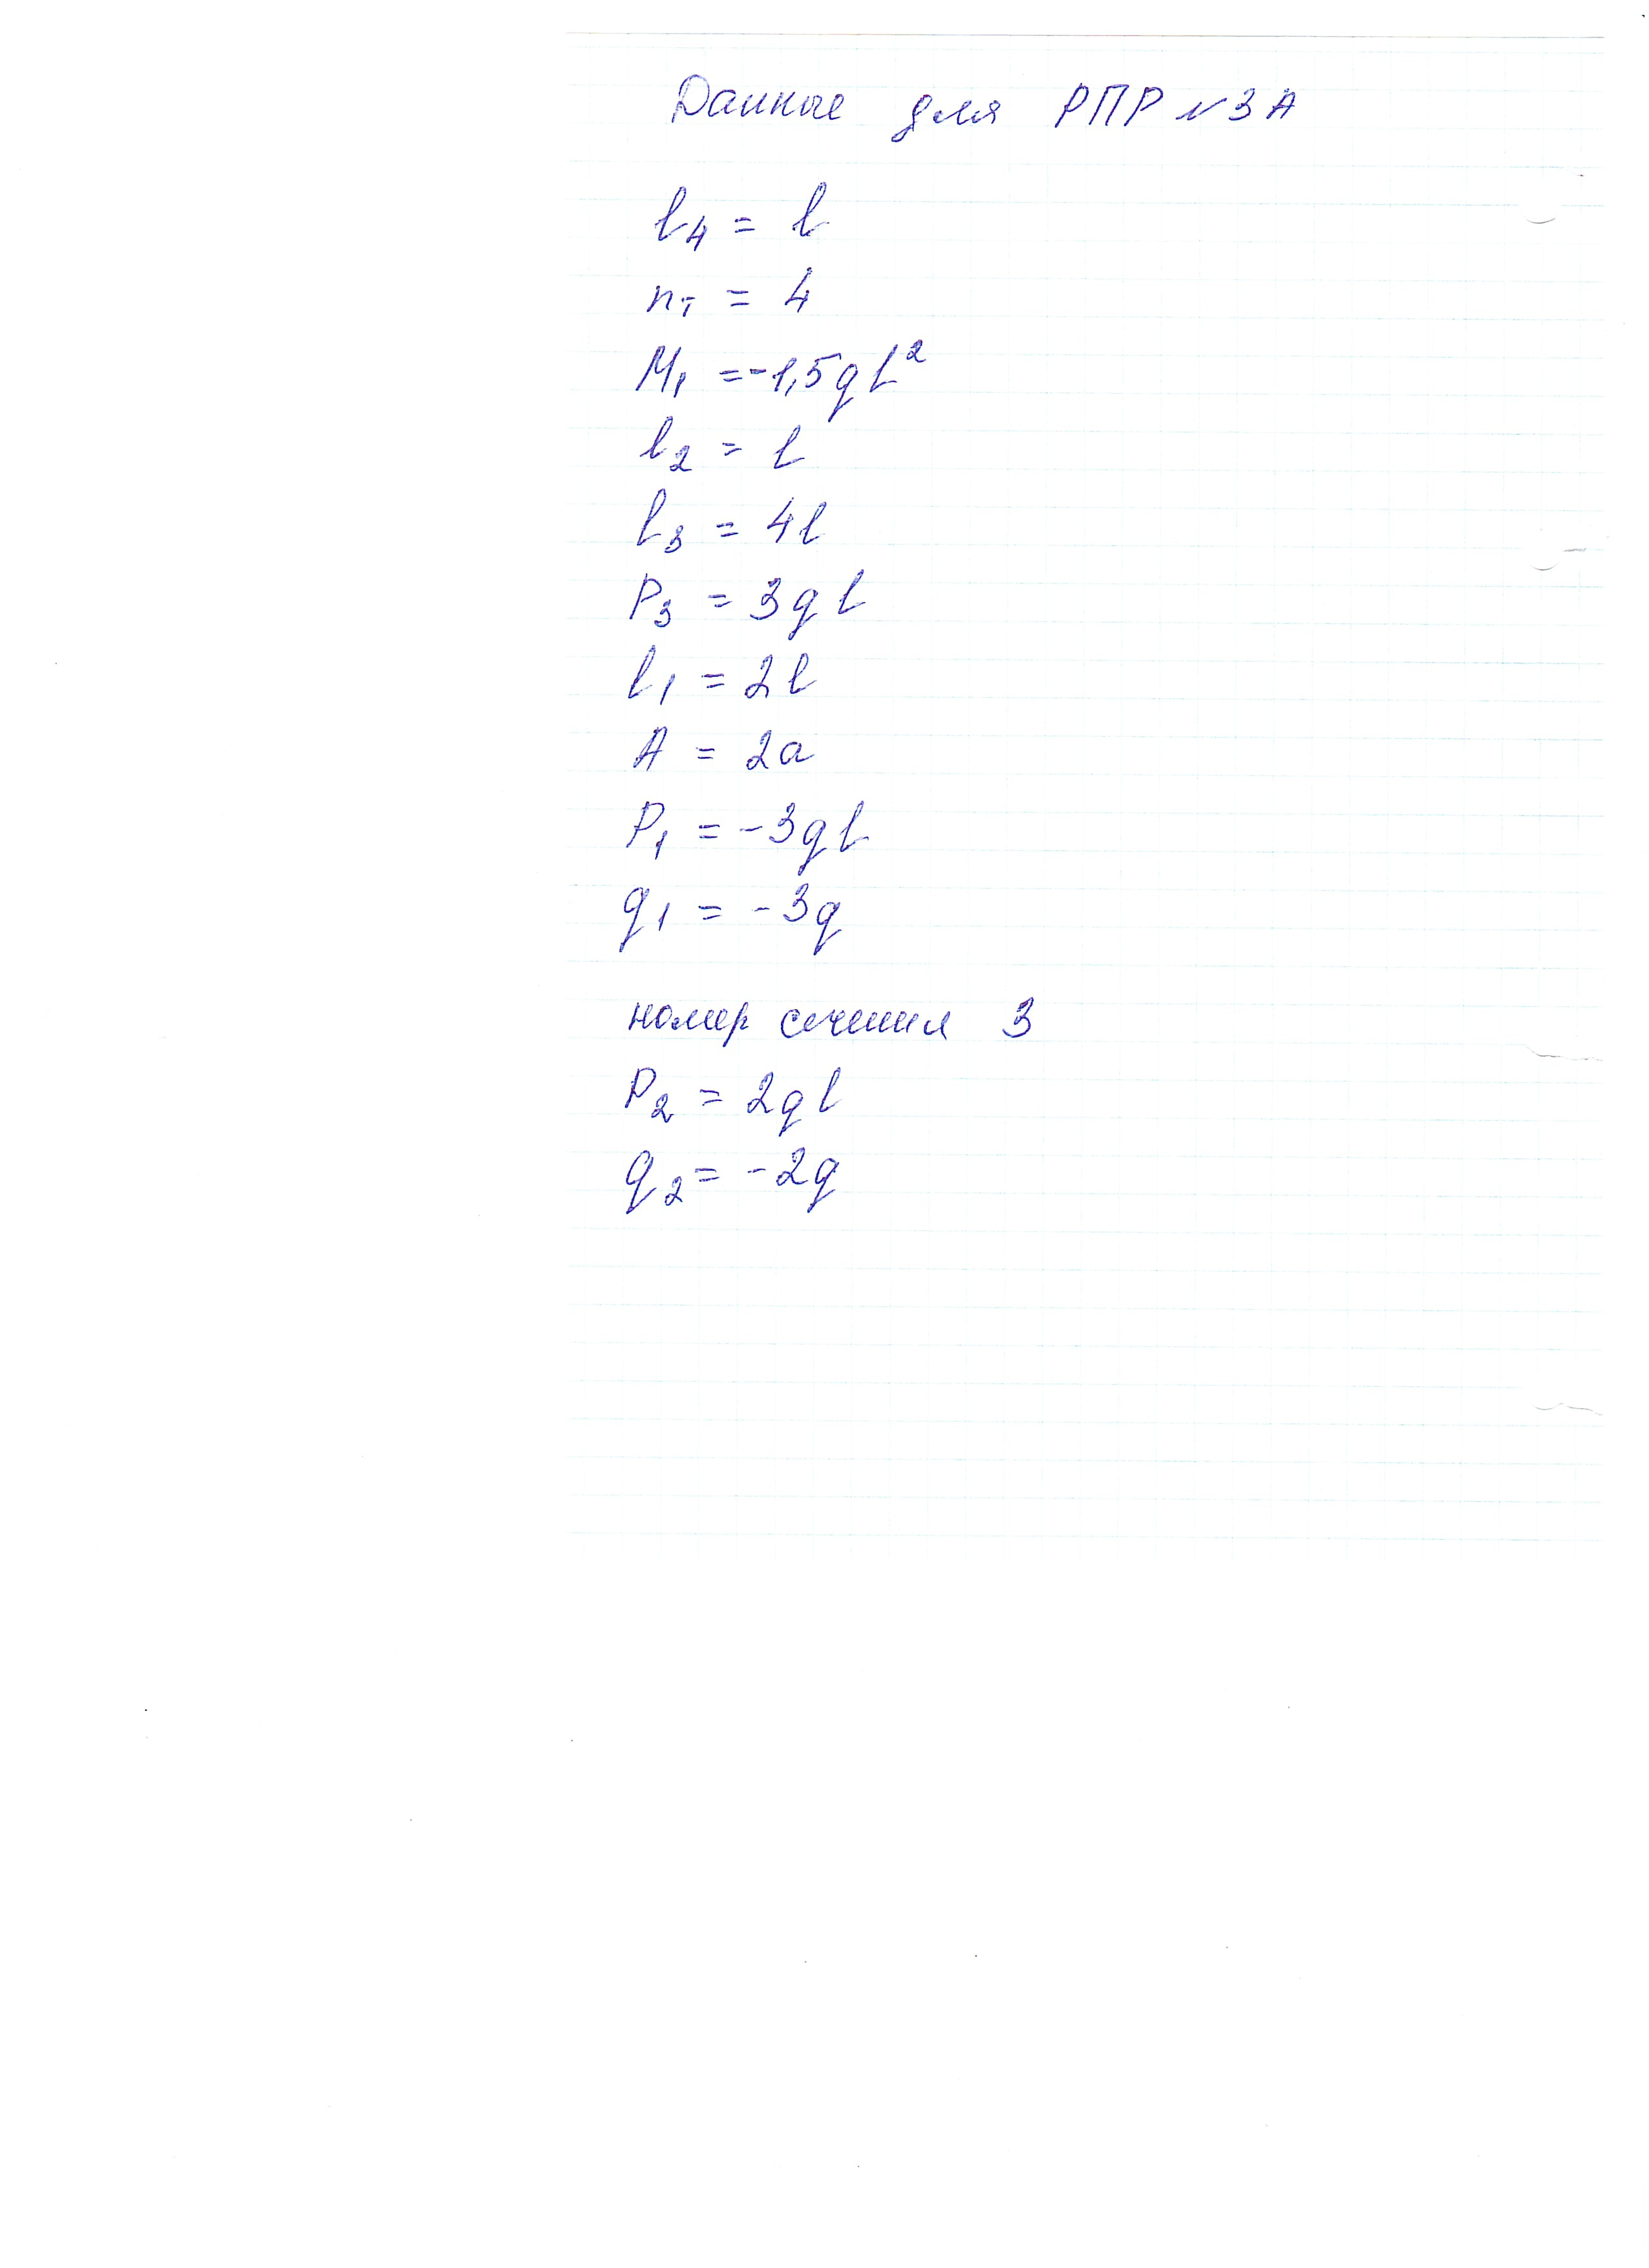 Данные для РПР №3А
l₄ = l
nт = 4
M₁ = -1,5ql²
l₂ = l
l₃ = 4l
P₃ = 3ql
l₁ = 2l
A = 2a
P₁ = -3ql
q₁ = -3q
номер сечения 3
P₂ = 2ql
q₂ = -2q